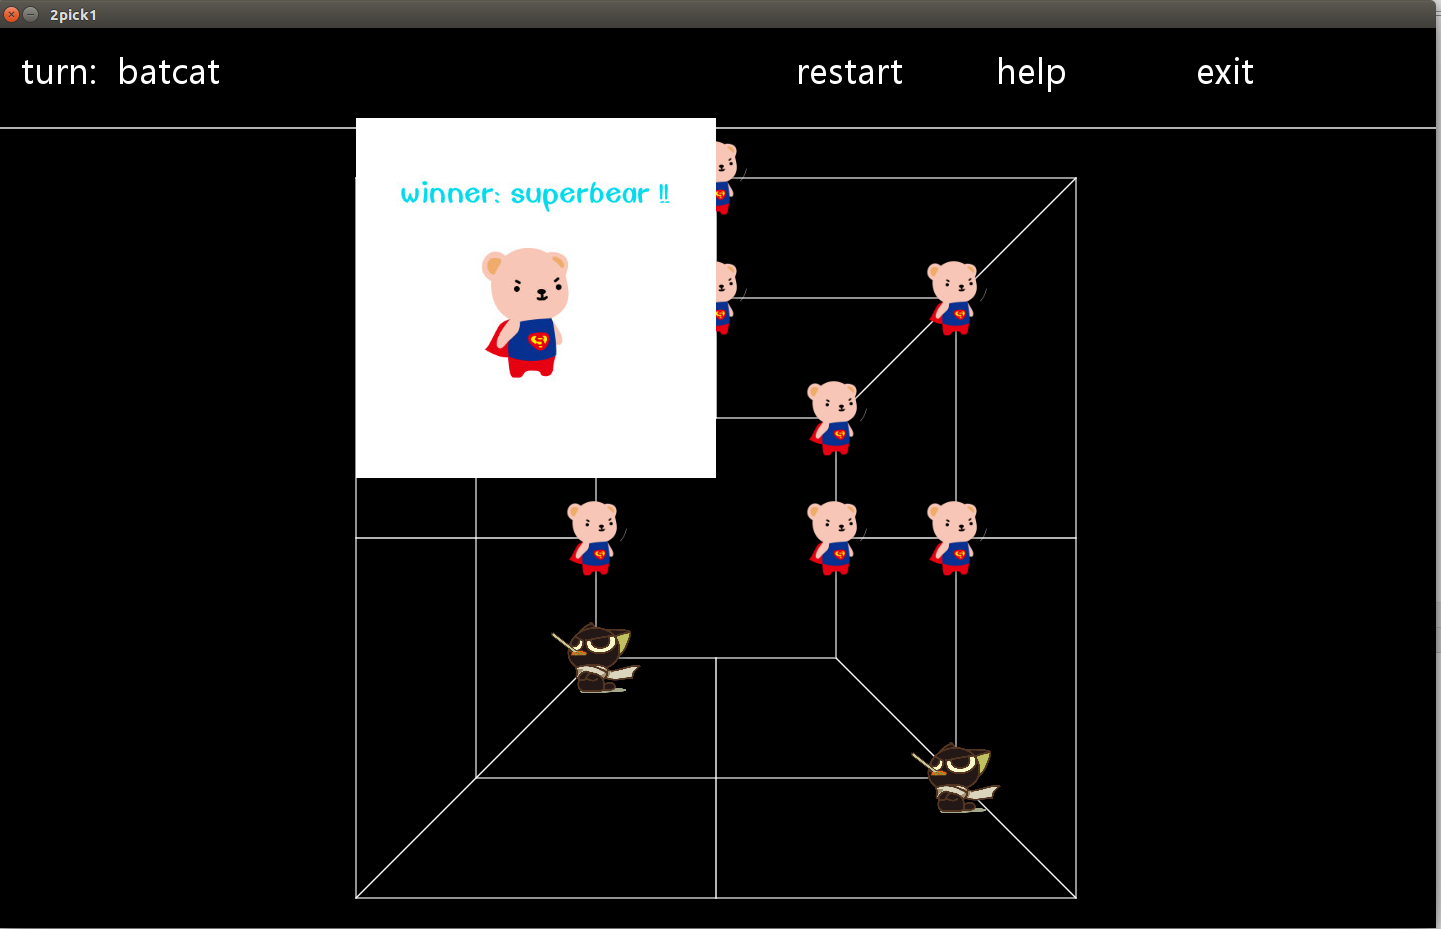 2pick1
turn: batcat
restart
help
exit
winner: superbear !!